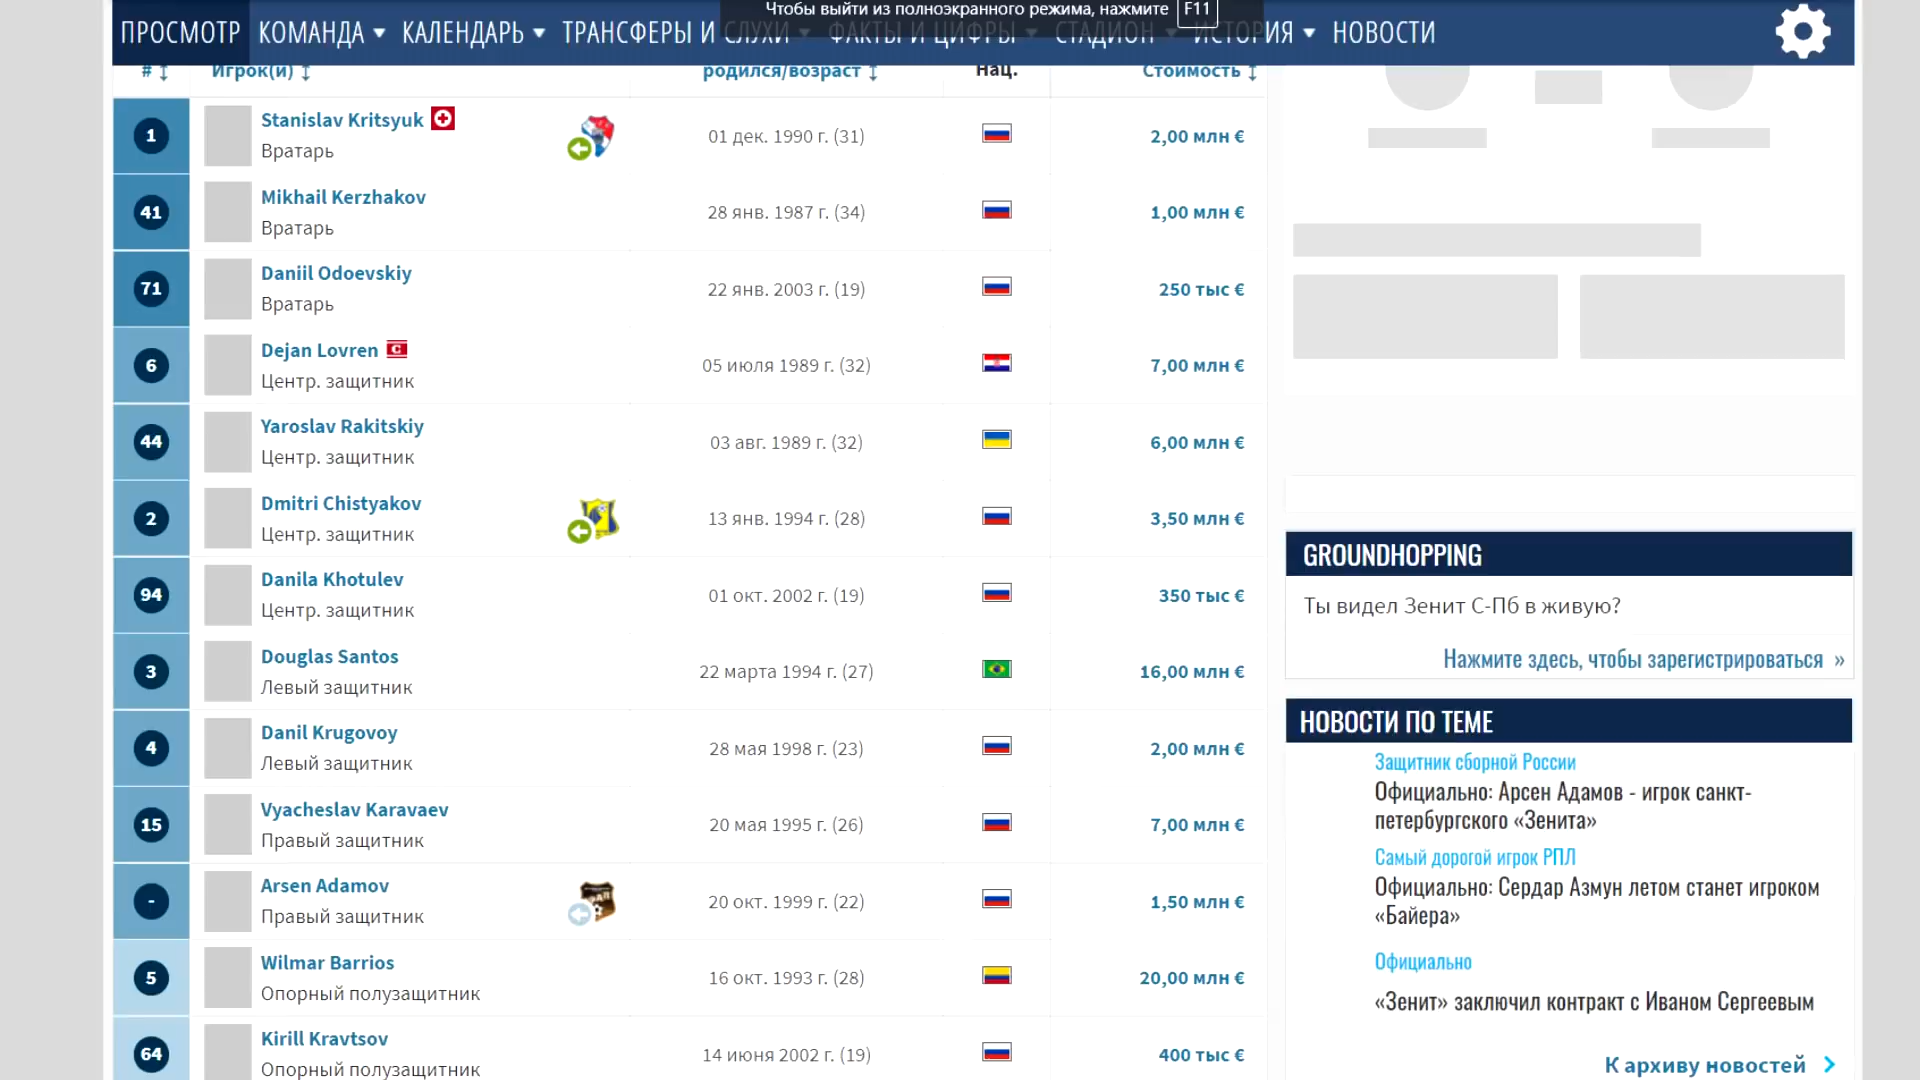 Чтобы выйти из полноэкранного режима, нажмите F11
ПРОСМОТР КОМАНДА КАЛЕНДАРЬ ТРАНСФЕРЫ И СЛУХИ ФАКТЫ И ЦИФРЫ СТАДИОН ИСТОРИЯ НОВОСТИ
# Игрок(и) родился/возраст Нац. Стоимость
1 Stanislav Kritsyuk 01 дек. 1990 г. (31) 2,00 млн €
Вратарь
41 Mikhail Kerzhakov 28 янв. 1987 г. (34) 1,00 млн €
Вратарь
71 Daniil Odoevskiy 22 янв. 2003 г. (19) 250 тыс €
Вратарь
6 Dejan Lovren C 05 июля 1989 г. (32) 7,00 млн €
Центр. защитник
44 Yaroslav Rakitskiy 03 авг. 1989 г. (32) 6,00 млн €
Центр. защитник
2 Dmitri Chistyakov 13 янв. 1994 г. (28) 3,50 млн €
Центр. защитник
94 Danila Khotulev 01 окт. 2002 г. (19) 350 тыс €
Центр. защитник
3 Douglas Santos 22 марта 1994 г. (27) 16,00 млн €
Левый защитник
4 Danil Krugovoy 28 мая 1998 г. (23) 2,00 млн €
Левый защитник
15 Vyacheslav Karavaev 20 мая 1995 г. (26) 7,00 млн €
Правый защитник
- Arsen Adamov 20 окт. 1999 г. (22) 1,50 млн €
Правый защитник
5 Wilmar Barrios 16 окт. 1993 г. (28) 20,00 млн €
Опорный полузащитник
64 Kirill Kravtsov 14 июня 2002 г. (19) 400 тыс €
Опорный полузащитник
GROUNDHOPPING
Ты видел Зенит С-Пб в живую?
Нажмите здесь, чтобы зарегистрироваться »
НОВОСТИ ПО ТЕМЕ
Защитник сборной России
Официально: Арсен Адамов - игрок санкт-
петербургского «Зенита»
Самый дорогой игрок РПЛ
Официально: Сердар Азмун летом станет игроком
«Байера»
Официально
«Зенит» заключил контракт с Иваном Сергеевым
К архиву новостей